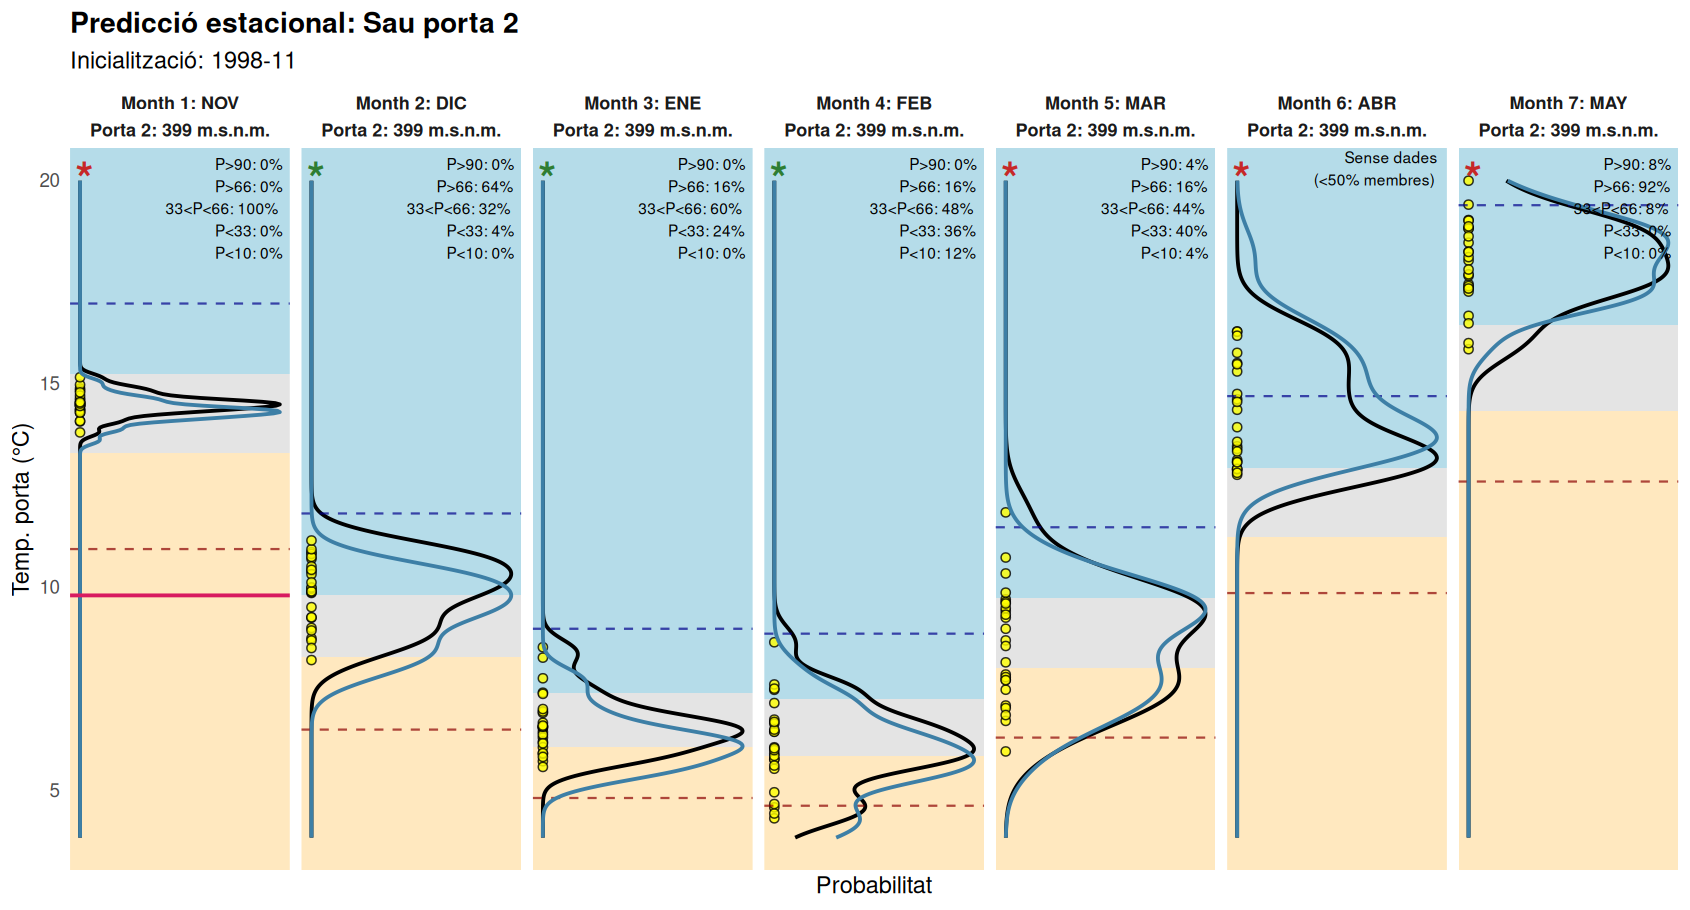 Predicció estacional: Sau porta 2
Inicialització: 1998-11
Month 1: NOV
Porta 2: 399 m.s.n.m.
Month 2: DIC
Porta 2: 399 m.s.n.m.
Month 3: ENE
Porta 2: 399 m.s.n.m.
Month 4: FEB
Porta 2: 399 m.s.n.m.
Month 5: MAR
Porta 2: 399 m.s.n.m.
Month 6: ABR
Porta 2: 399 m.s.n.m.
Month 7: MAY
Porta 2: 399 m.s.n.m.
Temp. porta (°C)
20
15
10
5
*
P>90: 0%
P>66: 0%
33<P<66: 100%
P<33: 0%
P<10: 0%
*
P>90: 0%
P>66: 64%
33<P<66: 32%
P<33: 4%
P<10: 0%
*
P>90: 0%
P>66: 16%
33<P<66: 60%
P<33: 24%
P<10: 0%
*
P>90: 0%
P>66: 16%
33<P<66: 48%
P<33: 36%
P<10: 12%
*
P>90: 4%
P>66: 16%
33<P<66: 44%
P<33: 40%
P<10: 4%
*
Sense dades
(<50% membres)
*
P>90: 8%
P>66: 92%
33<P<66: 8%
P<33: 0%
P<10: 0%
Probabilitat